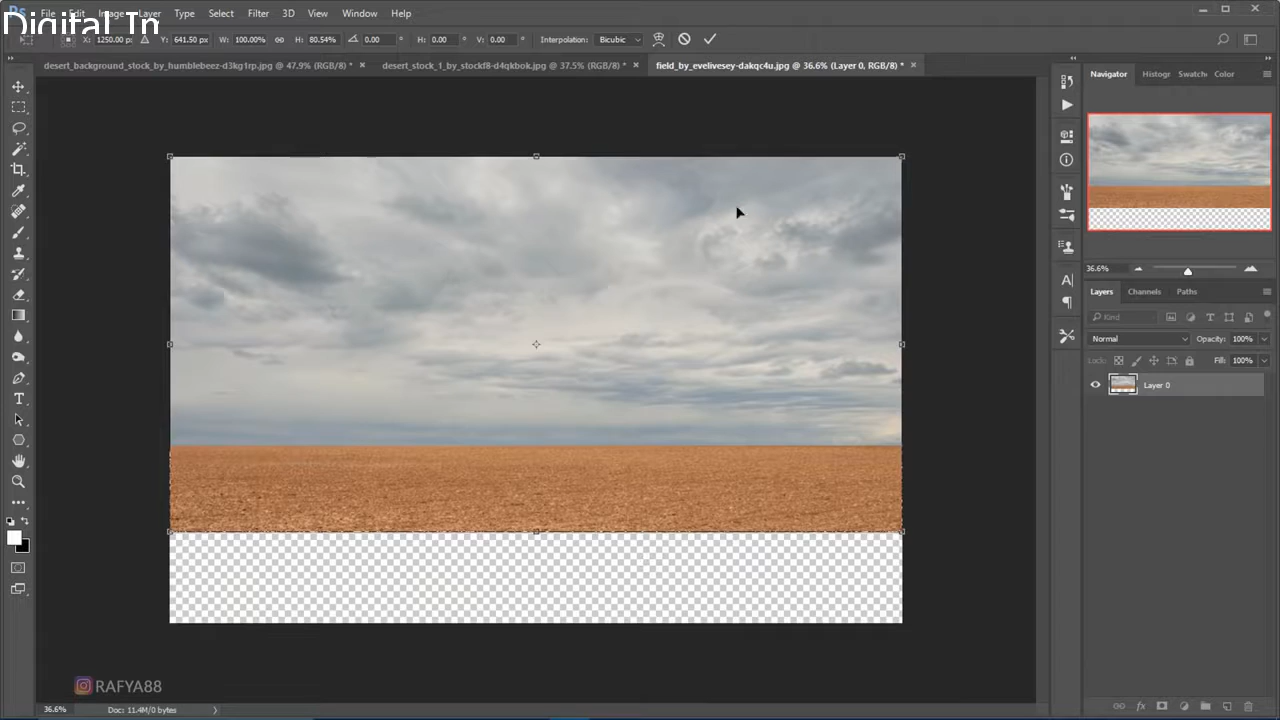 Digital
Ps File Edit Image Layer Type Select Filter 3D View Window Help
X: 1250.00 px Y: 641.50 px W: 100.00% H: 80.54% 0.00 ° H: 0.00 ° V: 0.00 ° Interpolation: Bicubic
desert_background_stock_by_humblebeez-d3kg1rp.jpg @ 47.9% (RGB/8) * ×
desert_stock_1_by_stockf8-d4qkbok.jpg @ 37.5% (RGB/8) * ×
field_by_evelivesey-dakqc4u.jpg @ 36.6% (Layer 0, RGB/8) * ×
Navigator Histogr Swatch Color
36.6%
Layers Channels Paths
Kind
Normal Opacity: 100%
Lock: Fill: 100%
Layer 0
RAFYA88
36.6% Doc: 11.4M/0 bytes